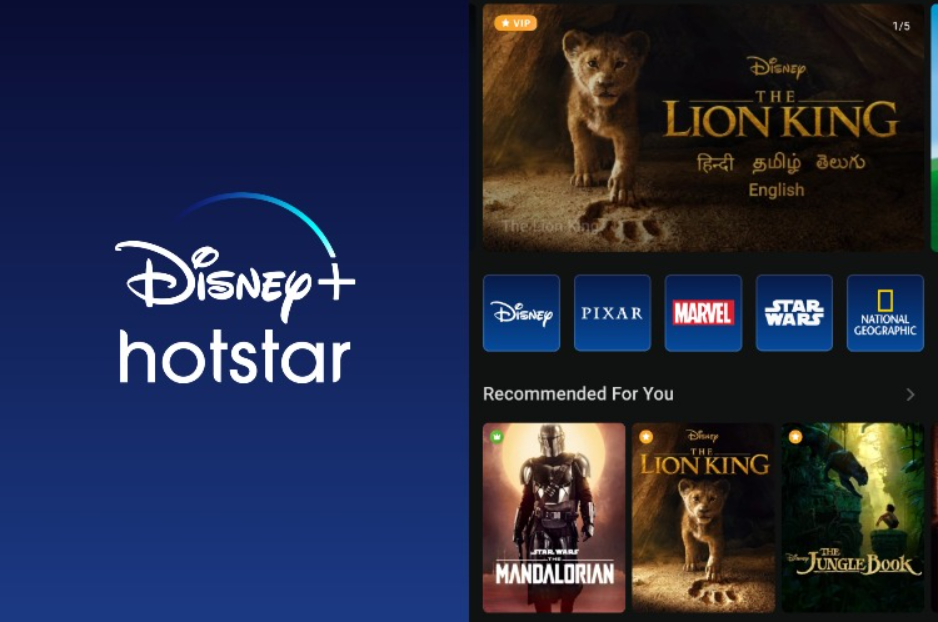 Disney+
hotstar
VIP
1/5
Disney
THE
LION KING
हिन्दी தமிழ் తెలుగు
English
The Lion King
Disney
PIXAR
MARVEL
STAR
WARS
NATIONAL
GEOGRAPHIC
Recommended For You
STAR WARS
THE
MANDALORIAN
Disney
THE
LION KING
Disney
THE
JUNGLE BOOK